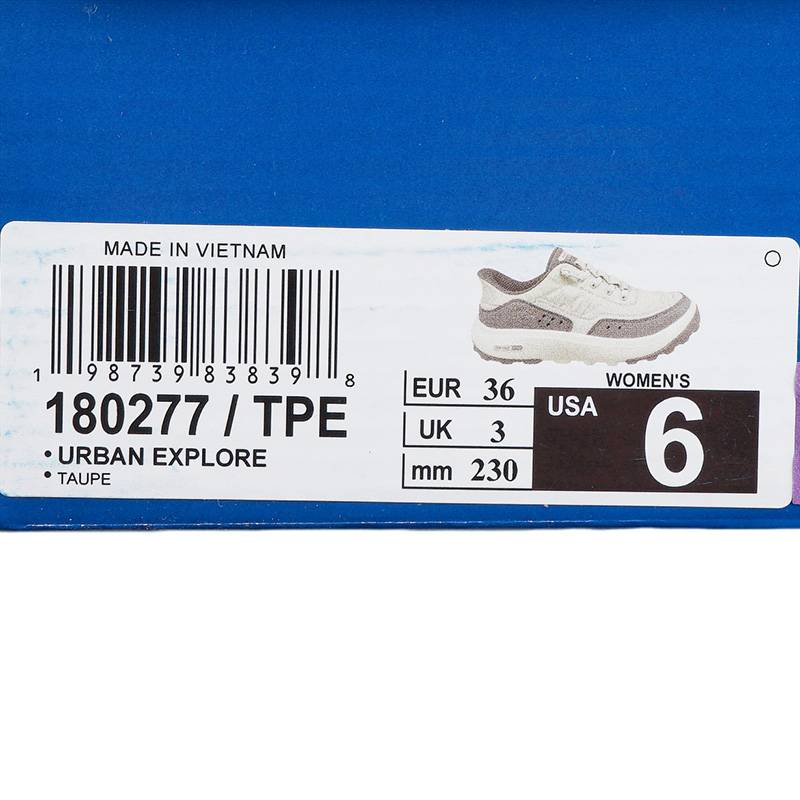 MADE IN VIETNAM
1 98739 83839 8
180277 / TPE
• URBAN EXPLORE
• TAUPE
WOMEN'S
EUR 36
UK 3
mm 230
USA 6